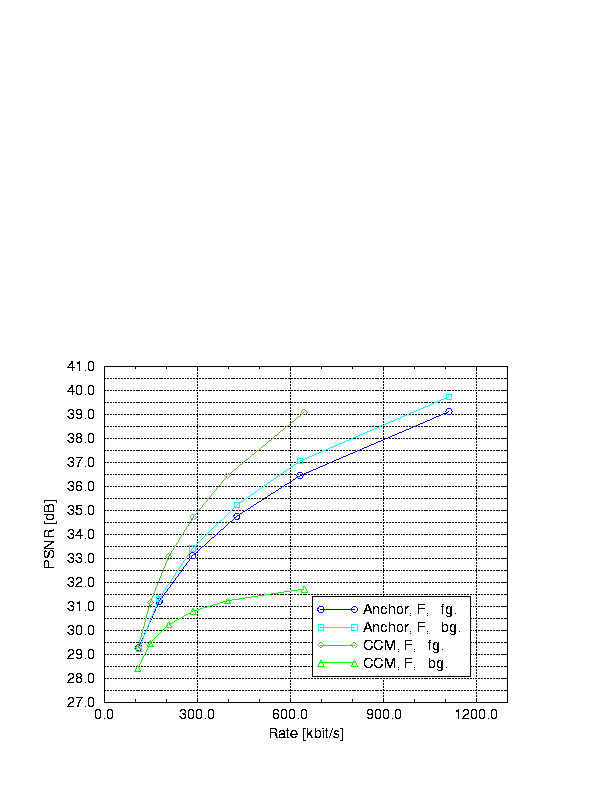 41.0
40.0
39.0
38.0
37.0
36.0
35.0
34.0
33.0
32.0
31.0
30.0
29.0
28.0
27.0
PSNR [dB]
Anchor, F, fg.
Anchor, F, bg.
CCM, F, fg.
CCM, F, bg.
0.0 300.0 600.0 900.0 1200.0
Rate [kbit/s]